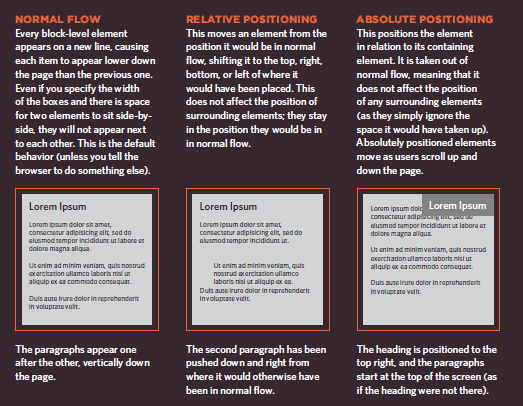 NORMAL FLOW
Every block-level element
appears on a new line, causing
each item to appear lower down
the page than the previous one.
Even if you specify the width
of the boxes and there is space
for two elements to sit side-by-
side, they will not appear next
to each other. This is the default
behavior (unless you tell the
browser to do something else).
Lorem Ipsum
Lorem ipsum dolor sit amet,
consectetur adipisicing elit, sed do
eiusmod tempor incididunt ut labore et
dolore magna aliqua.
Ut enim ad minim veniam, quis nostrud
exercitation ullamco laboris nisi ut
aliquip ex ea commodo consequat.
Duis aute irure dolor in reprehenderit
in voluptate velit.
The paragraphs appear one
after the other, vertically down
the page.
RELATIVE POSITIONING
This moves an element from the
position it would be in normal
flow, shifting it to the top, right,
bottom, or left of where it
would have been placed. This
does not affect the position of
surrounding elements; they stay
in the position they would be in
in normal flow.
Lorem Ipsum
Lorem ipsum dolor sit amet,
consectetur adipisicing elit, sed do
eiusmod tempor incididunt ut.
Ut enim ad minim veniam, quis
nostrud exercitation ullamco
laboris nisi ut aliquip ex ea.
Duis aute irure dolor in reprehenderit
in voluptate velit.
The second paragraph has been
pushed down and right from
where it would otherwise have
been in normal flow.
ABSOLUTE POSITIONING
This positions the element
in relation to its containing
element. It is taken out of
normal flow, meaning that it
does not affect the position
of any surrounding elements
(as they simply ignore the
space it would have taken up).
Absolutely positioned elements
move as users scroll up and
down the page.
Lorem Ipsum
Lorem ipsum
consectetur adipisicing elit, sed do
eiusmod tempor incididunt ut labore et
dolore magna aliqua.
Ut enim ad minim veniam, quis nostrud
exercitation ullamco laboris nisi ut
aliquip ex ea commodo consequat.
Duis aute irure dolor in reprehenderit
in voluptate velit.
The heading is positioned to the
top right, and the paragraphs
start at the top of the screen (as
if the heading were not there).